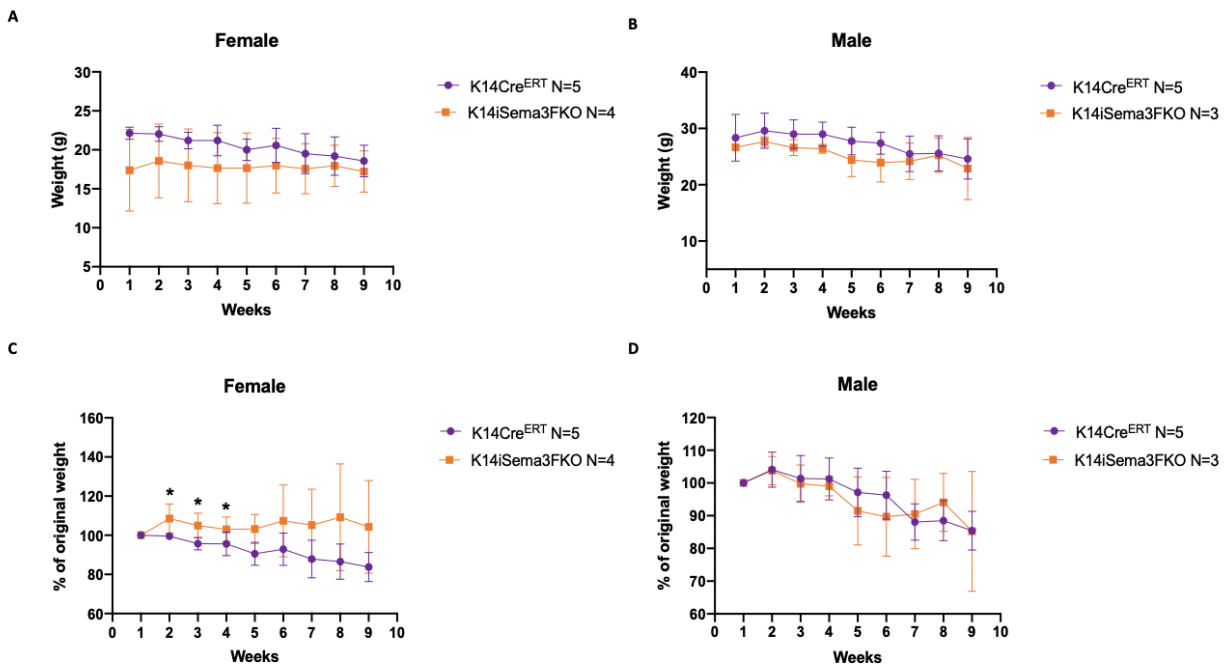 A
Female
Weight (g)
30
25
20
15
10
5
0 1 2 3 4 5 6 7 8 9 10
Weeks
K14Cre^ERT N=5
K14iSema3FKO N=4
B
Male
Weight (g)
40
30
20
10
0 1 2 3 4 5 6 7 8 9 10
Weeks
K14Cre^ERT N=5
K14iSema3FKO N=3
C
Female
% of original weight
160
140
120
100
80
60
* * *
0 1 2 3 4 5 6 7 8 9 10
Weeks
K14Cre^ERT N=5
K14iSema3FKO N=4
D
Male
% of original weight
120
110
100
90
80
70
60
0 1 2 3 4 5 6 7 8 9 10
Weeks
K14Cre^ERT N=5
K14iSema3FKO N=3